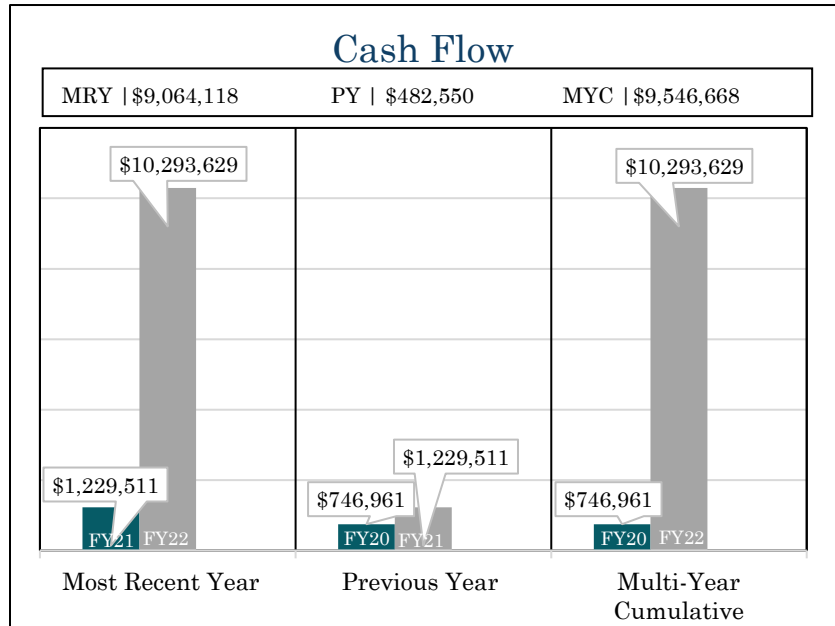 Cash Flow
MRY | $9,064,118 PY | $482,550 MYC | $9,546,668
$10,293,629
$1,229,511
FY21 FY22
$1,229,511
$746,961
FY20 FY21
$10,293,629
$746,961
FY20 FY22
Most Recent Year
Previous Year
Multi-Year
Cumulative